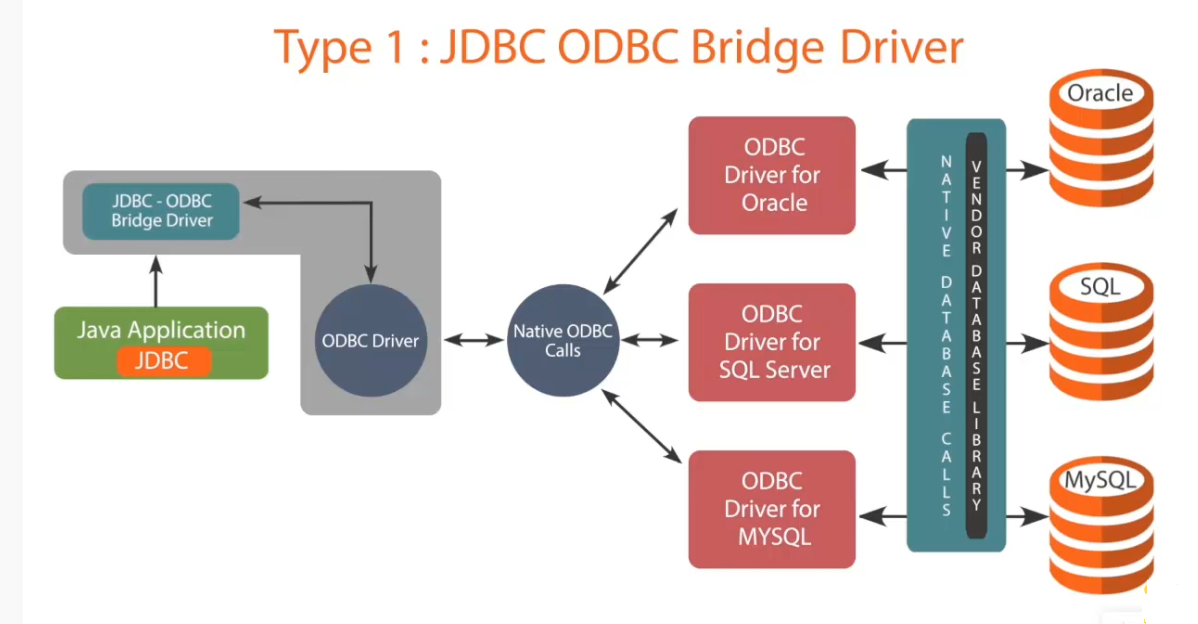 Type 1 : JDBC ODBC Bridge Driver
JDBC - ODBC
Bridge Driver
Java Application
JDBC
ODBC Driver
Native ODBC
Calls
ODBC
Driver for
Oracle
ODBC
Driver for
SQL Server
ODBC
Driver for
MYSQL
NATIVE DATABASE CALLS
VENDOR DATABASE LIBRARY
Oracle
SQL
MySQL